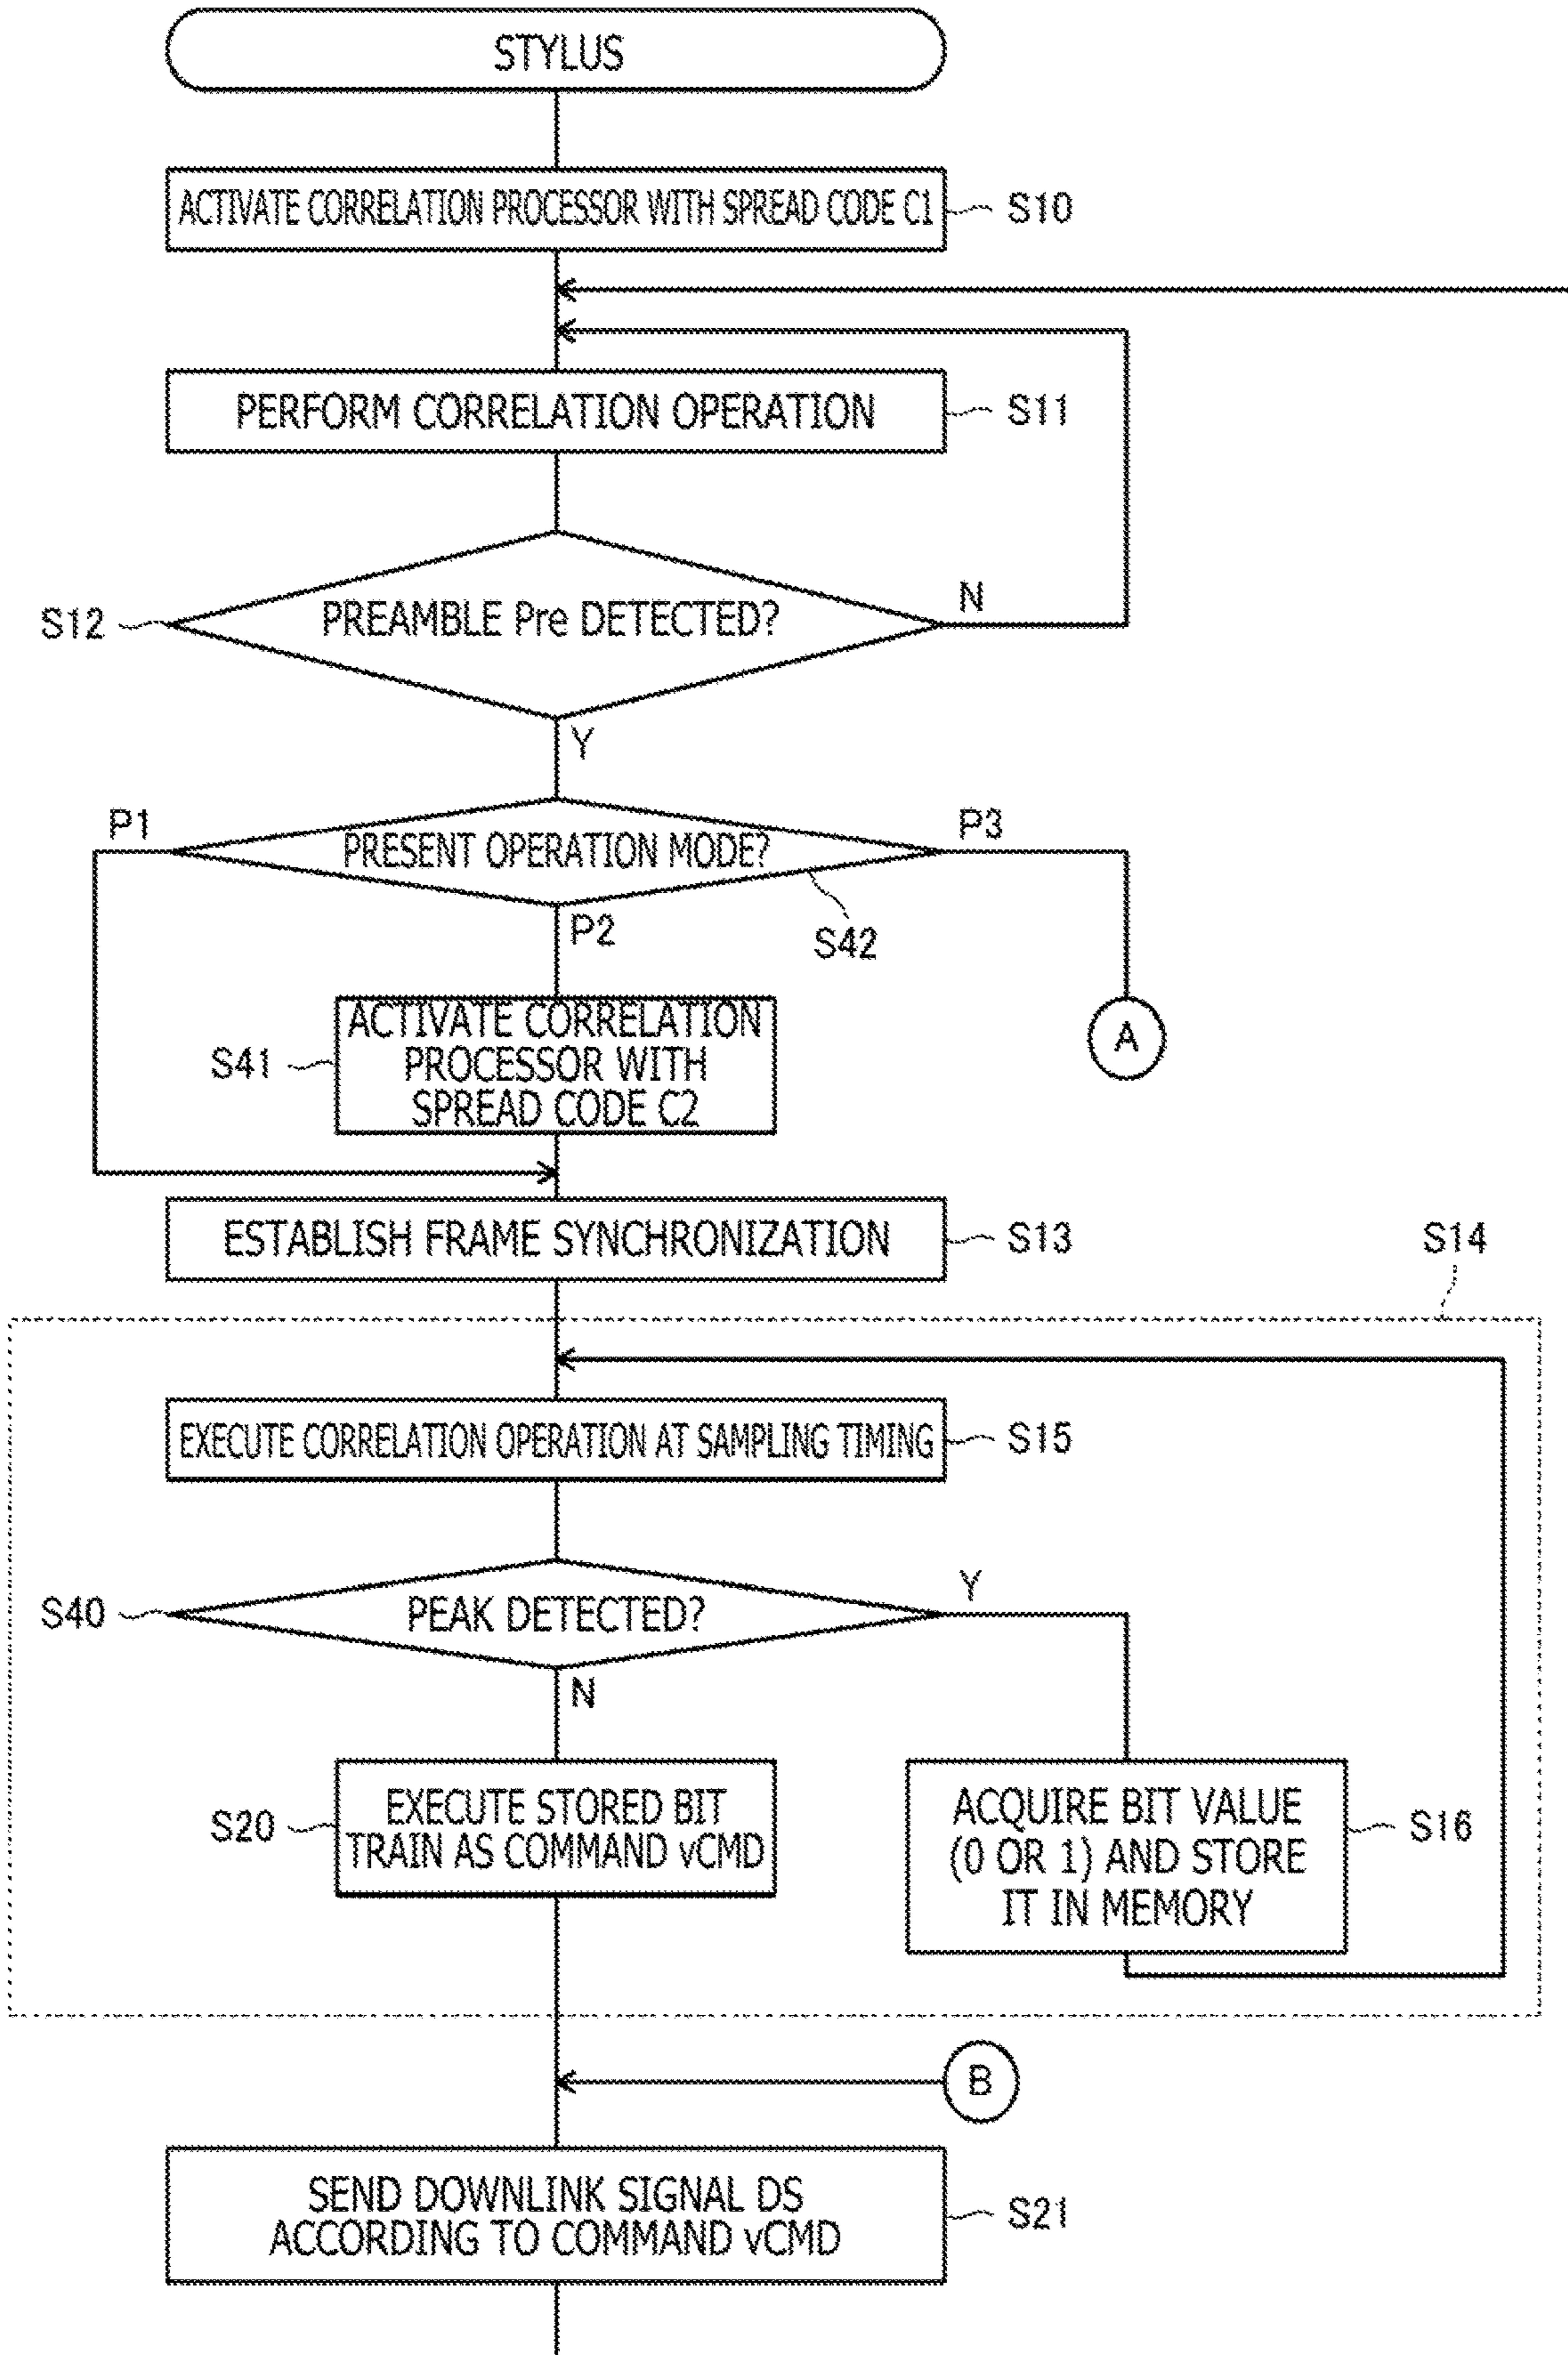 STYLUS
ACTIVATE CORRELATION PROCESSOR WITH SPREAD CODE C1
S10
PERFORM CORRELATION OPERATION
S11
N
S12
PREAMBLE Pre DETECTED?
Y
P1
P3
PRESENT OPERATION MODE?
P2
S42
ACTIVATE CORRELATION
PROCESSOR WITH
SPREAD CODE C2
S41
A
ESTABLISH FRAME SYNCHRONIZATION
S13
S14
EXECUTE CORRELATION OPERATION AT SAMPLING TIMING
S15
Y
S40
PEAK DETECTED?
N
EXECUTE STORED BIT
TRAIN AS COMMAND vCMD
S20
ACQUIRE BIT VALUE
(0 OR 1) AND STORE
IT IN MEMORY
S16
B
SEND DOWNLINK SIGNAL DS
ACCORDING TO COMMAND vCMD
S21